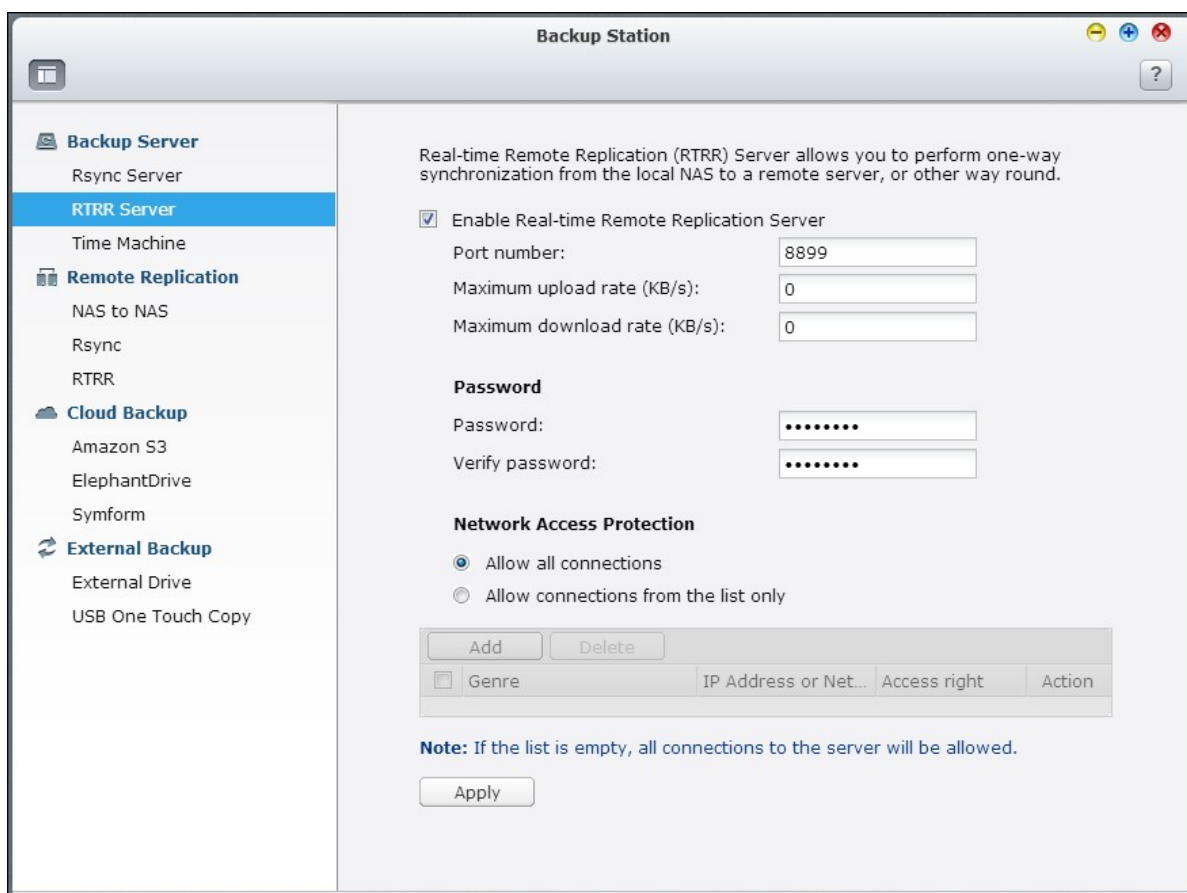 Backup Station
?
Backup Server
Rsync Server
RTRR Server
Time Machine
Remote Replication
NAS to NAS
Rsync
RTRR
Cloud Backup
Amazon S3
ElephantDrive
Symform
External Backup
External Drive
USB One Touch Copy
Real-time Remote Replication (RTRR) Server allows you to perform one-way
synchronization from the local NAS to a remote server, or other way round.
Enable Real-time Remote Replication Server
Port number: 8899
Maximum upload rate (KB/s): 0
Maximum download rate (KB/s): 0
Password
Password: ••••••••
Verify password: ••••••••
Network Access Protection
Allow all connections
Allow connections from the list only
Add Delete
Genre IP Address or Net... Access right Action
Note: If the list is empty, all connections to the server will be allowed.
Apply